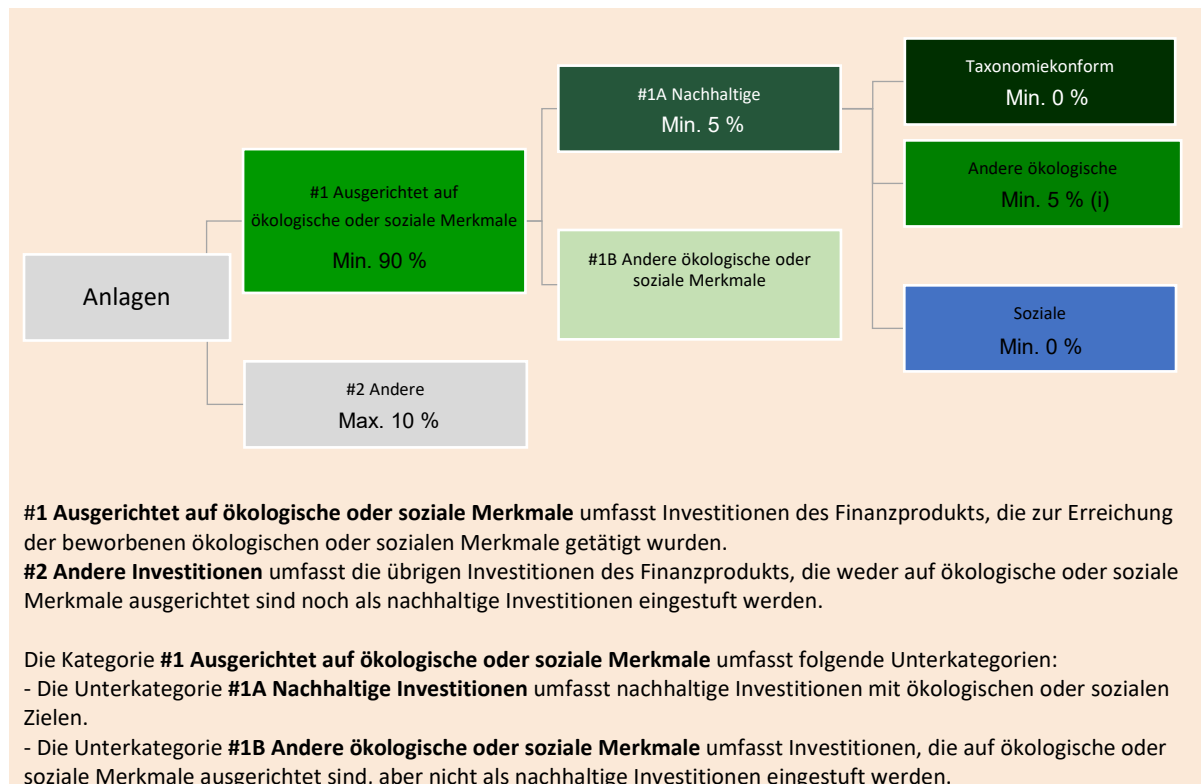 Taxonomiekonform
Min. 0 %
#1A Nachhaltige
Min. 5 %
Andere ökologische
Min. 5 % (i)
#1 Ausgerichtet auf
ökologische oder soziale Merkmale
Min. 90 %
#1B Andere ökologische oder
soziale Merkmale
Anlagen
Soziale
Min. 0 %
#2 Andere
Max. 10 %
#1 Ausgerichtet auf ökologische oder soziale Merkmale umfasst Investitionen des Finanzprodukts, die zur Erreichung
der beworbenen ökologischen oder sozialen Merkmale getätigt wurden.
#2 Andere Investitionen umfasst die übrigen Investitionen des Finanzprodukts, die weder auf ökologische oder soziale
Merkmale ausgerichtet sind noch als nachhaltige Investitionen eingestuft werden.
Die Kategorie #1 Ausgerichtet auf ökologische oder soziale Merkmale umfasst folgende Unterkategorien:
- Die Unterkategorie #1A Nachhaltige Investitionen umfasst nachhaltige Investitionen mit ökologischen oder sozialen
Zielen.
- Die Unterkategorie #1B Andere ökologische oder soziale Merkmale umfasst Investitionen, die auf ökologische oder
soziale Merkmale ausgerichtet sind, aber nicht als nachhaltige Investitionen eingestuft werden.